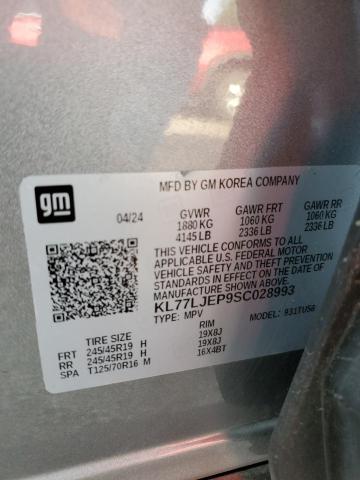 gm
MFD BY GM KOREA COMPANY
04/24 GVWR GAWR FRT GAWR RR
1880 KG 1060 KG 1060 KG
4145 LB 2336 LB 2336 LB
THIS VEHICLE CONFORMS TO ALL
APPLICABLE U.S. FEDERAL MOTOR
VEHICLE SAFETY AND THEFT PREVENTION
STANDARDS IN EFFECT ON THE DATE OF
MANUFACTURE SHOWN ABOVE.
KL77LJEP9SC028993
TYPE: MPV MODEL: 931TU58
TIRE SIZE RIM
FRT 245/45R19 H 19X8J
RR 245/45R19 H 19X8J
SPA T125/70R16 M 16X4BT